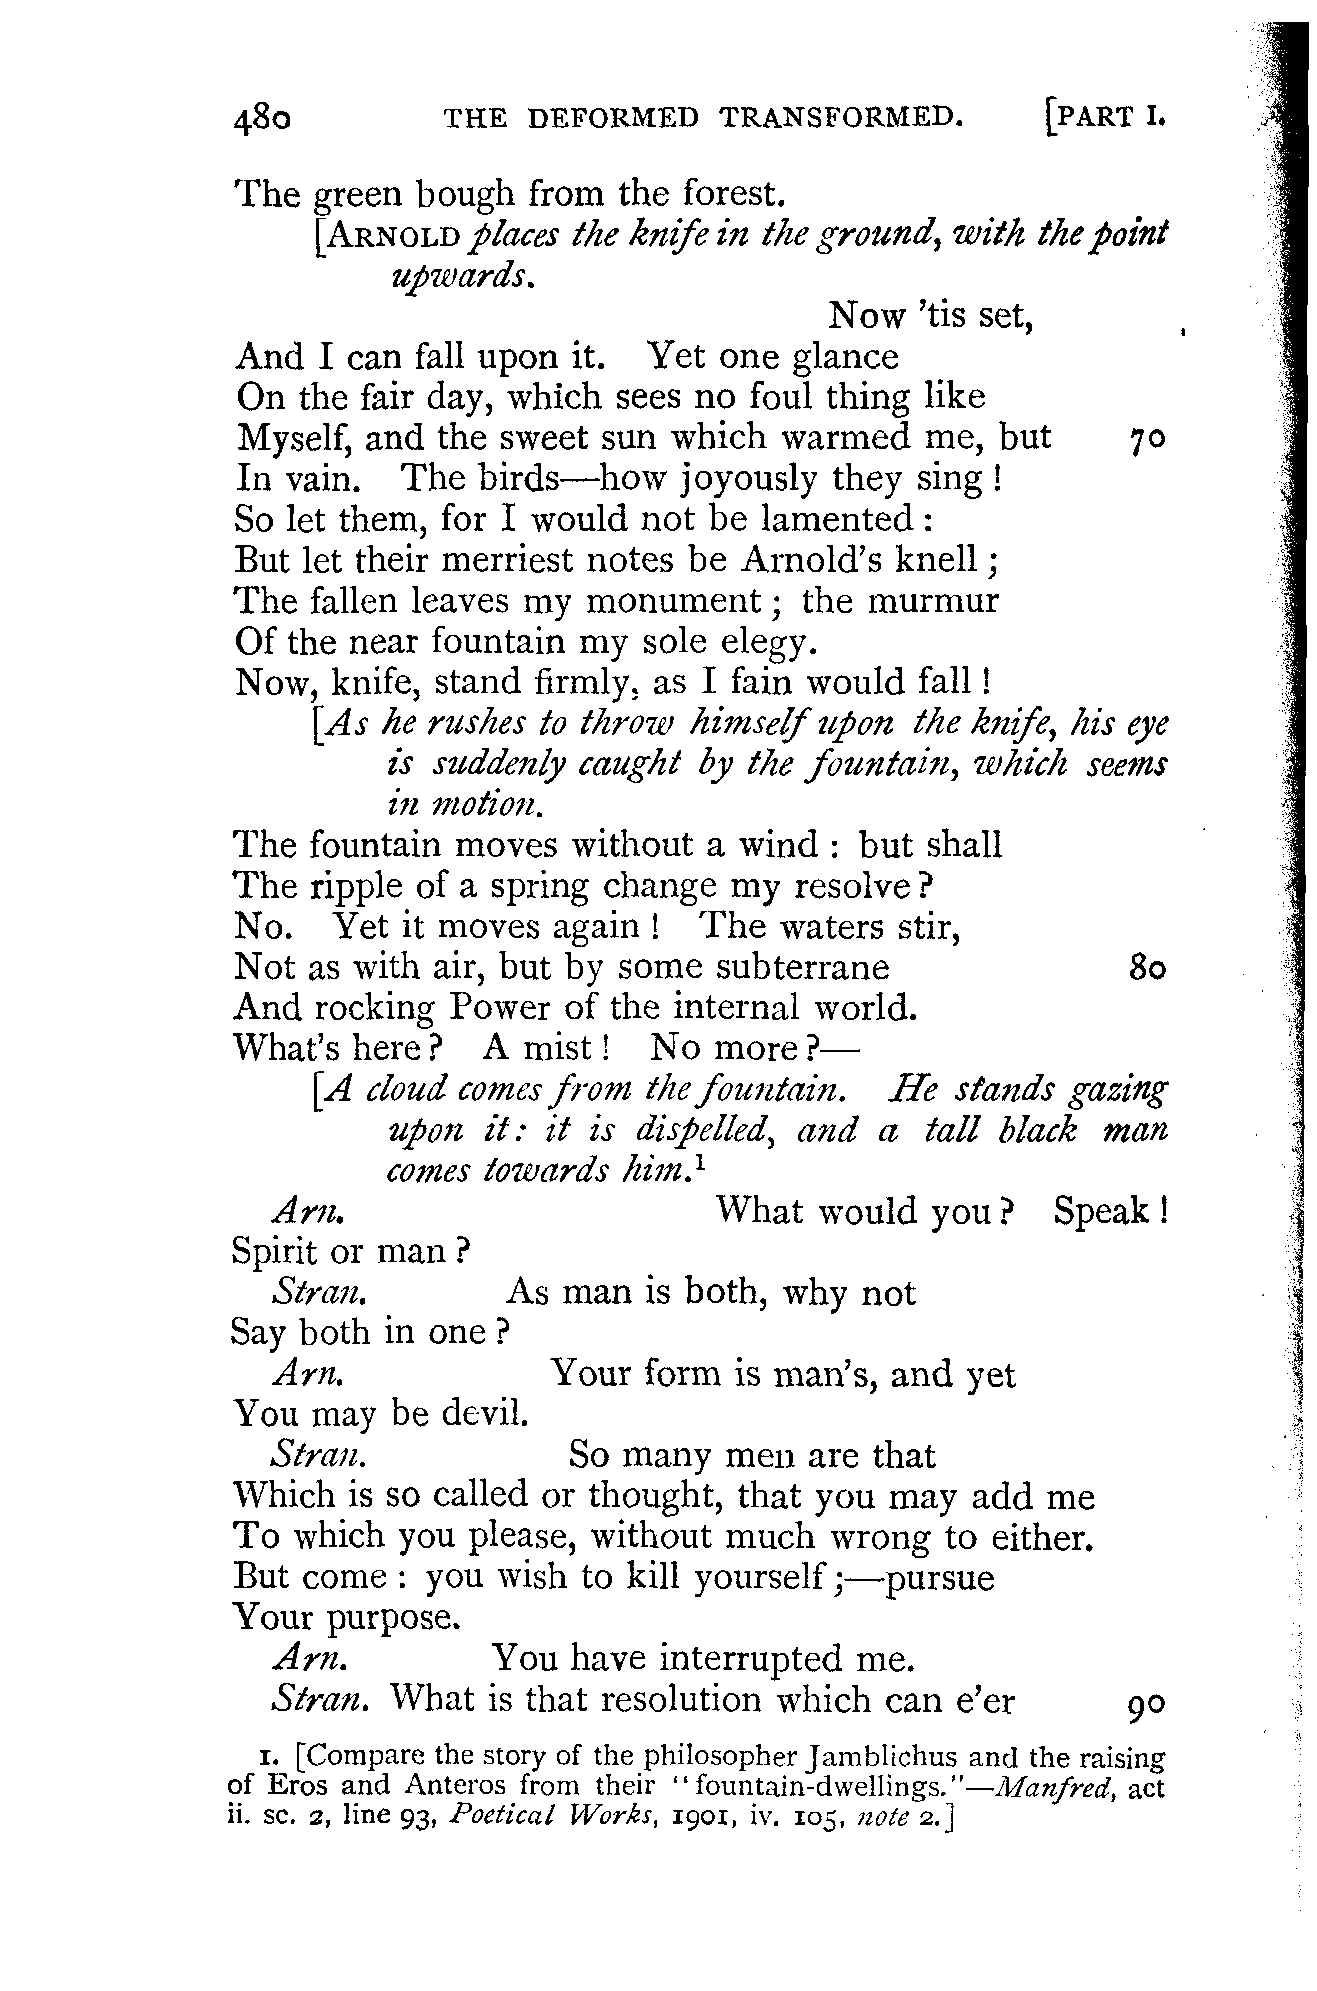 480 THE DEFORMED TRANSFORMED. [PART I.
The green bough from the forest.
[ARNOLD places the knife in the ground, with the point
upwards.
Now 'tis set,
And I can fall upon it. Yet one glance
On the fair day, which sees no foul thing like
Myself, and the sweet sun which warmed me, but 70
In vain. The birds—how joyously they sing!
So let them, for I would not be lamented:
But let their merriest notes be Arnold's knell;
The fallen leaves my monument; the murmur
Of the near fountain my sole elegy.
Now, knife, stand firmly, as I fain would fall!
[As he rushes to throw himself upon the knife, his eye
is suddenly caught by the fountain, which seems
in motion.
The fountain moves without a wind: but shall
The ripple of a spring change my resolve?
No. Yet it moves again! The waters stir,
Not as with air, but by some subterrane 80
And rocking Power of the internal world.
What's here? A mist! No more?—
[A cloud comes from the fountain. He stands gazing
upon it: it is dispelled, and a tall black man
comes towards him.¹
Arn. What would you? Speak!
Spirit or man?
Stran. As man is both, why not
Say both in one?
Arn. Your form is man's, and yet
You may be devil.
Stran. So many men are that
Which is so called or thought, that you may add me
To which you please, without much wrong to either.
But come: you wish to kill yourself;—pursue
Your purpose.
Arn. You have interrupted me.
Stran. What is that resolution which can e'er 90
1. [Compare the story of the philosopher Jamblichus and the raising
of Eros and Anteros from their "fountain-dwellings."—Manfred, act
ii. sc. 2, line 93, Poetical Works, 1901, iv. 105, note 2.]